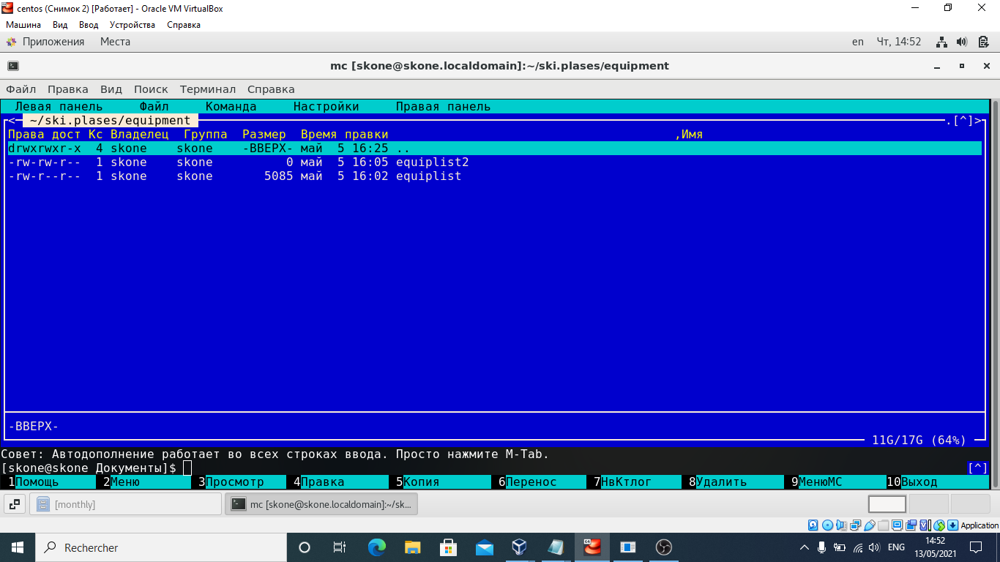 centos (Снимок 2) [Работает] - Oracle VM VirtualBox
Машина Вид Ввод Устройства Справка
Приложения Места en Чт, 14:52
mc [skone@skone.localdomain]:~/ski.plases/equipment
Файл Правка Вид Поиск Терминал Справка
Левая панель Файл Команда Настройки Правая панель
<- ~/ski.plases/equipment .[^]>
Права дост Кс Владелец Группа Размер Время правки ,Имя
drwxrwxr-x 4 skone skone -ВВЕРХ- май 5 16:25 ..
-rw-rw-r-- 1 skone skone 0 май 5 16:05 equiplist2
-rw-r--r-- 1 skone skone 5085 май 5 16:02 equiplist
-ВВЕРХ-
11G/17G (64%)
Совет: Автодополнение работает во всех строках ввода. Просто нажмите M-Tab.
[skone@skone Документы]$ [^]
1Помощь 2Меню 3Просмотр 4Правка 5Копия 6Перенос 7НвКтлог 8Удалить 9МенюМС 10Выход
[monthly] mc [skone@skone.localdomain]:~/sk...
Application
Rechercher 64 ENG 14:52
13/05/2021